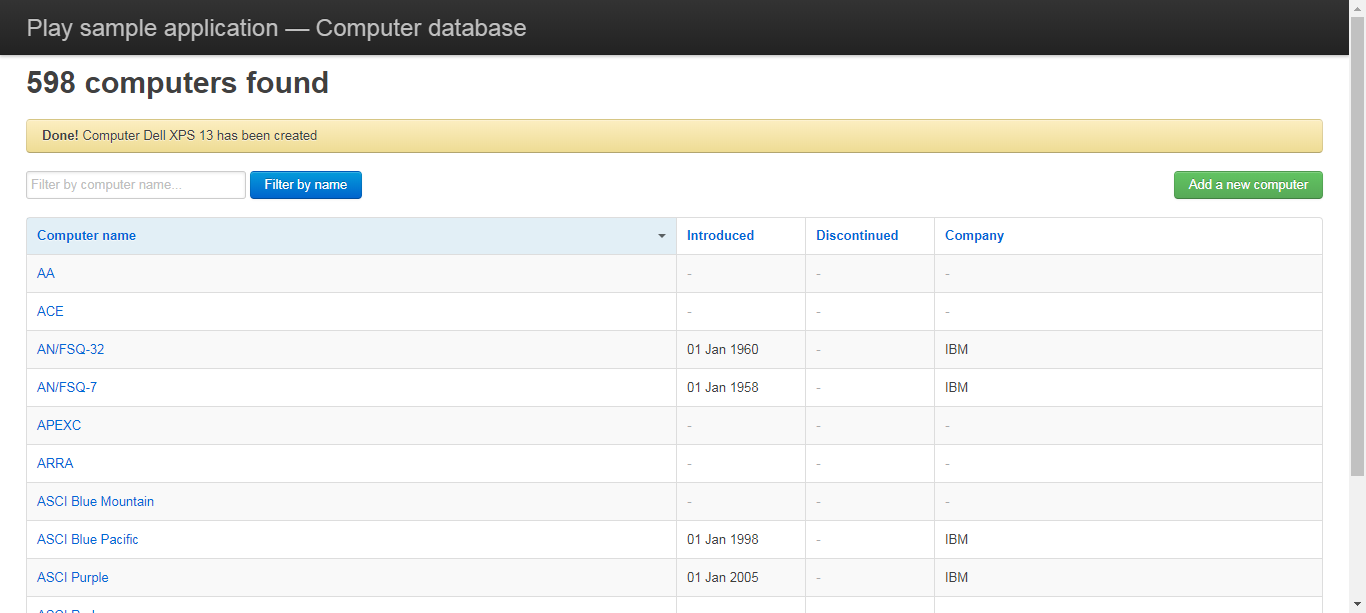 Play sample application — Computer database
598 computers found
Done! Computer Dell XPS 13 has been created
Filter by computer name... Filter by name Add a new computer
Computer name Introduced Discontinued Company
AA - - -
ACE - - -
AN/FSQ-32 01 Jan 1960 - IBM
AN/FSQ-7 01 Jan 1958 - IBM
APEXC - - -
ARRA - - -
ASCI Blue Mountain - - -
ASCI Blue Pacific 01 Jan 1998 - IBM
ASCI Purple 01 Jan 2005 - IBM